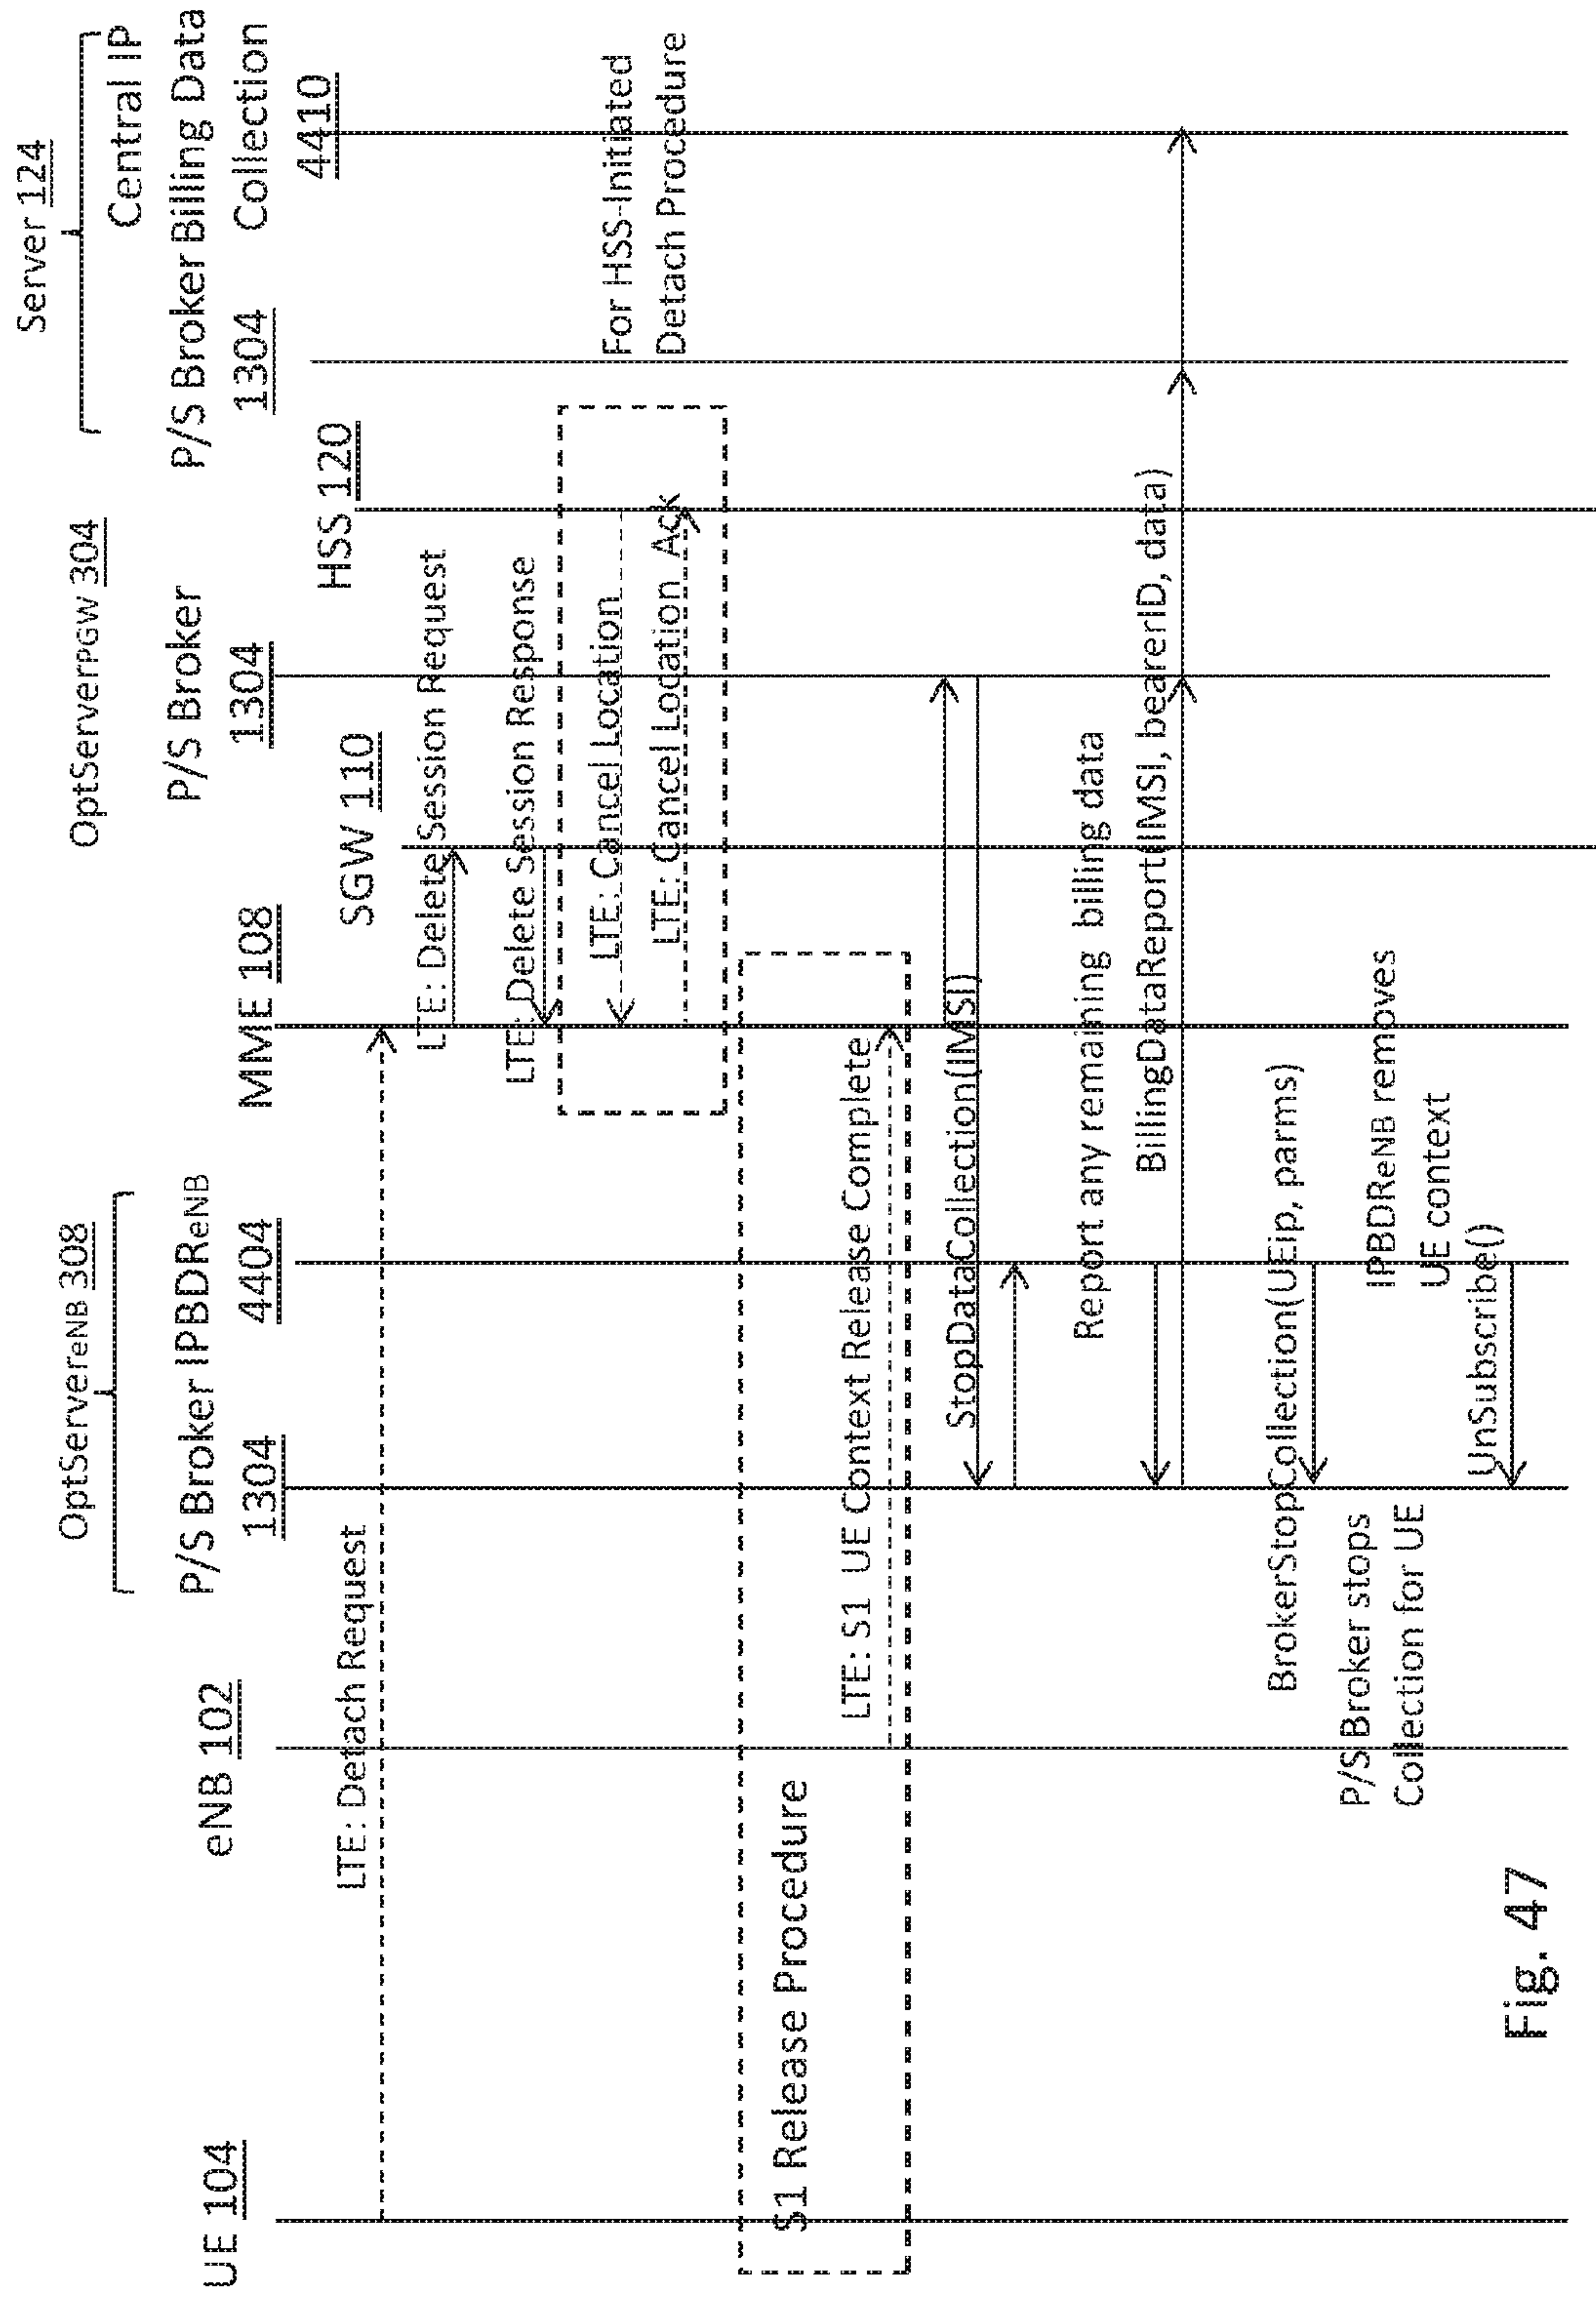 Server 124
OptServerPGW 304
OptServereNB 308
Central IP
P/S Broker IPBDReNB
P/S Broker
P/S Broker Billing Data
Collection
UE 104
eNB 102
1304
4404
MME 108
1304
1304
4410
SGW 110
HSS 120
LTE: Detach Request
LTE: Delete Session Request
LTE: Delete Session Response
LTE: Cancel Location
LTE: Cancel Location Ack
For HSS-Initiated
Detach Procedure
S1 Release Procedure
LTE: S1 UE Context Release Complete
StopDataCollection(IMSI)
Report any remaining billing data
BillingDataReport(IMSI, bearerID, data)
BrokerStopCollection(UEip, parms)
P/S Broker stops
Collection for UE
IPBDReNB removes
UE context
UnSubscribe()
Fig. 47